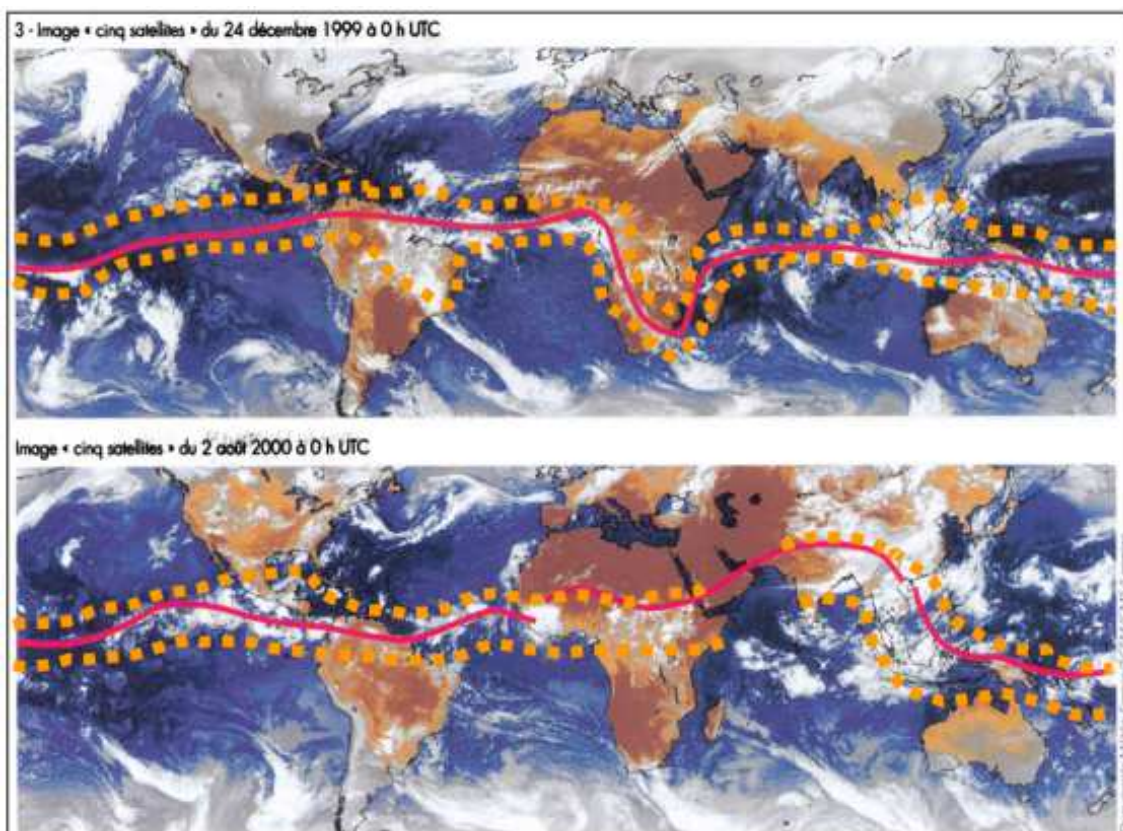 3 - Image « cinq satellites » du 24 décembre 1999 à 0 h UTC
Image « cinq satellites » du 2 août 2000 à 0 h UTC